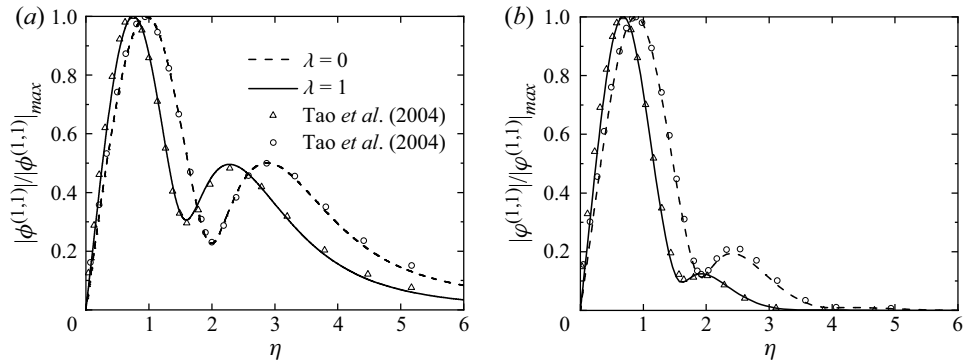 (a)
1.0
0.8
0.6
0.4
0.2
0
|ϕ^(1,1)|/|ϕ^(1,1)|_max
λ = 0
λ = 1
Tao et al. (2004)
Tao et al. (2004)
0 1 2 3 4 5 6
η
(b)
1.0
0.8
0.6
0.4
0.2
0
|φ^(1,1)|/|φ^(1,1)|_max
1 2 3 4 5 6
η